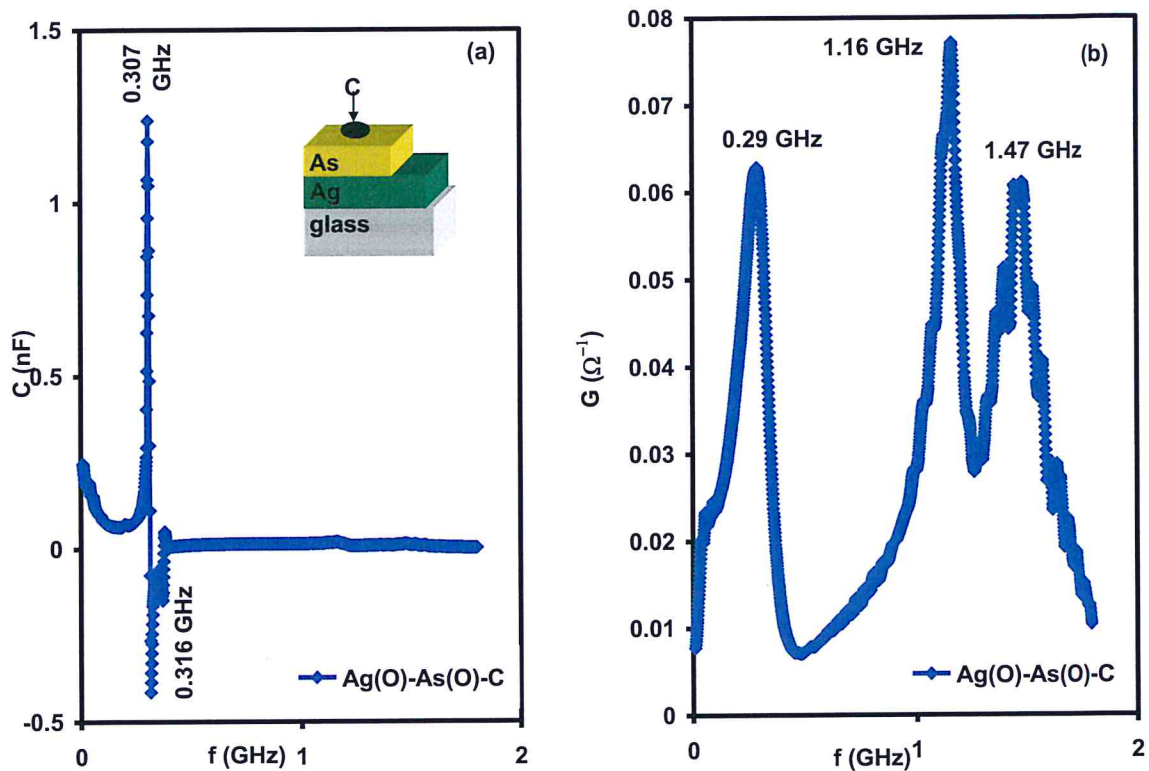 1.5
1
0.5
0
-0.5
C (nF)
0.307
GHz
(a)
C
As
Ag
glass
0.316 GHz
Ag(O)-As(O)-C
0
1
2
f (GHz)
0.08
0.07
0.06
0.05
0.04
0.03
0.02
0.01
0
G (Ω⁻¹)
1.16 GHz
(b)
0.29 GHz
1.47 GHz
Ag(O)-As(O)-C
0
1
2
f (GHz)